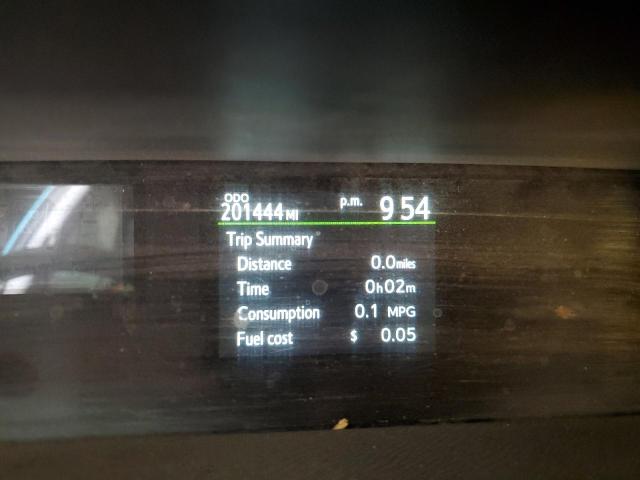 ODO
201444 MI p.m. 9 54
Trip Summary
Distance 0.0 miles
Time 0h02m
Consumption 0.1 MPG
Fuel cost $ 0.05